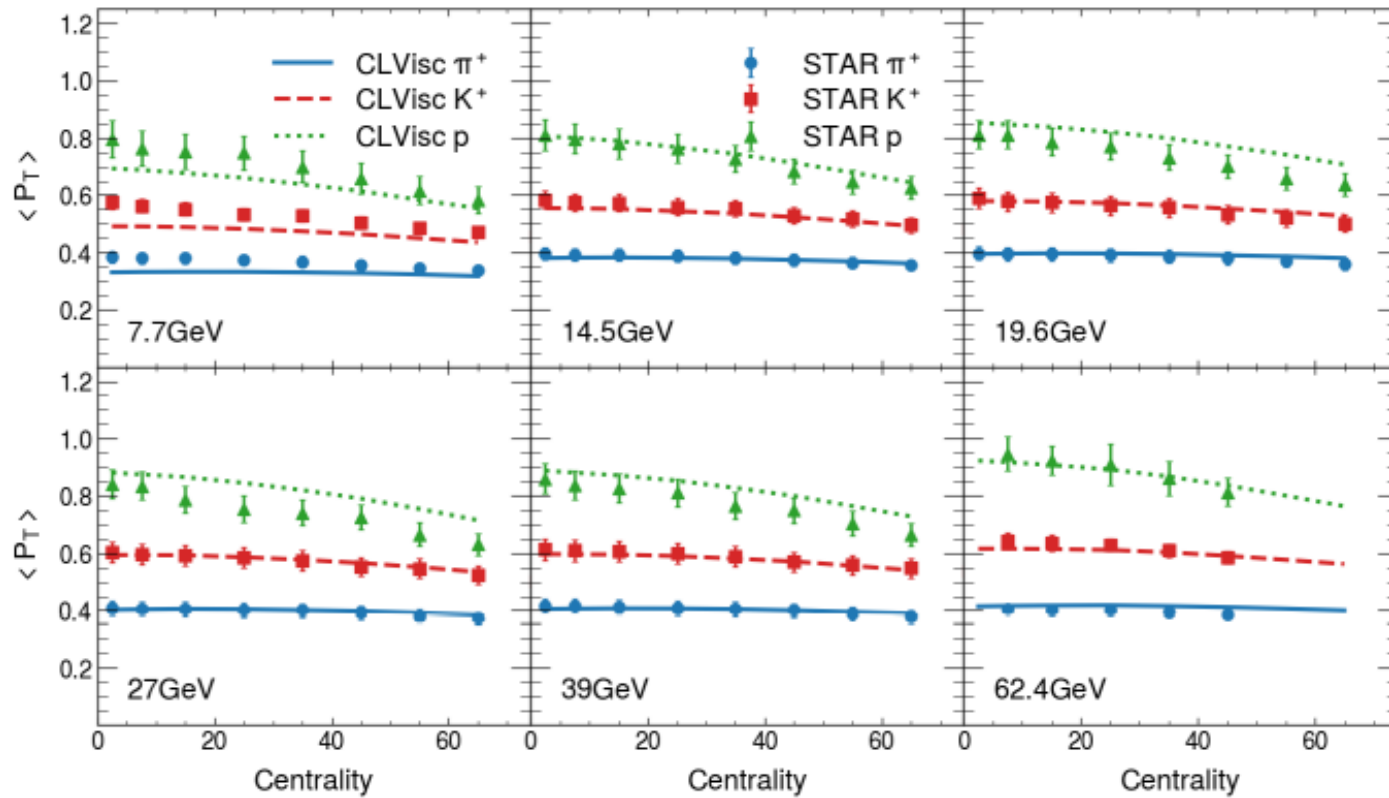 1.2
1.0
0.8
0.6
0.4
0.2
< P_T >
CLVisc π⁺
CLVisc K⁺
CLVisc p
7.7GeV
STAR π⁺
STAR K⁺
STAR p
14.5GeV
19.6GeV
1.2
1.0
0.8
0.6
0.4
0.2
< P_T >
27GeV
39GeV
62.4GeV
0 20 40 60 0 20 40 60 0 20 40 60
Centrality Centrality Centrality